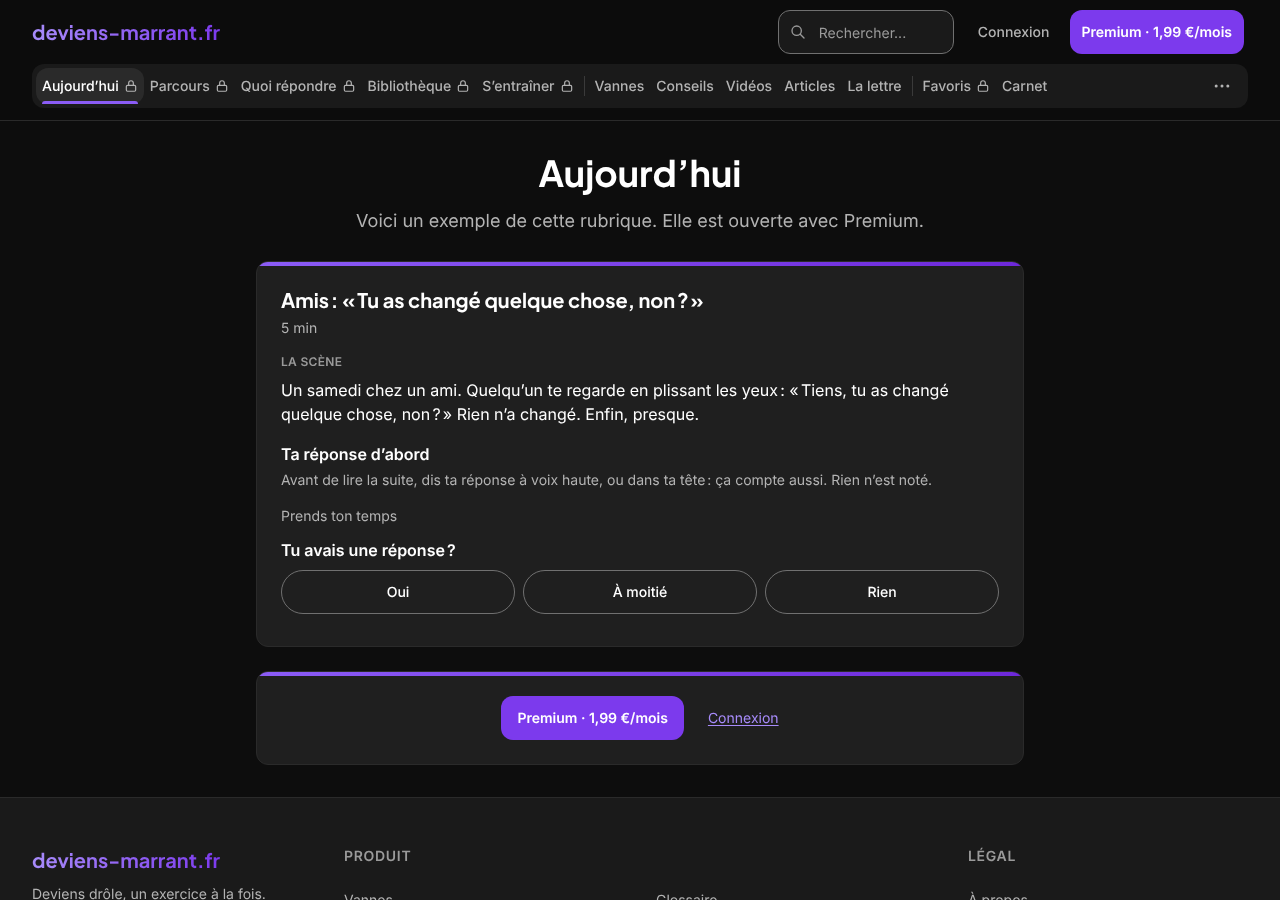 deviens-marrant.fr
Rechercher...
Connexion
Premium · 1,99 €/mois
Aujourd’hui
Parcours
Quoi répondre
Bibliothèque
S’entraîner
Vannes
Conseils
Vidéos
Articles
La lettre
Favoris
Carnet
Aujourd’hui
Voici un exemple de cette rubrique. Elle est ouverte avec Premium.
Amis : « Tu as changé quelque chose, non ? »
5 min
LA SCÈNE
Un samedi chez un ami. Quelqu’un te regarde en plissant les yeux : « Tiens, tu as changé
quelque chose, non ? » Rien n’a changé. Enfin, presque.
Ta réponse d’abord
Avant de lire la suite, dis ta réponse à voix haute, ou dans ta tête : ça compte aussi. Rien n’est noté.
Prends ton temps
Tu avais une réponse ?
Oui
À moitié
Rien
Premium · 1,99 €/mois
Connexion
deviens-marrant.fr
Deviens drôle, un exercice à la fois.
PRODUIT
Vannes
Glossaire
LÉGAL
À propos